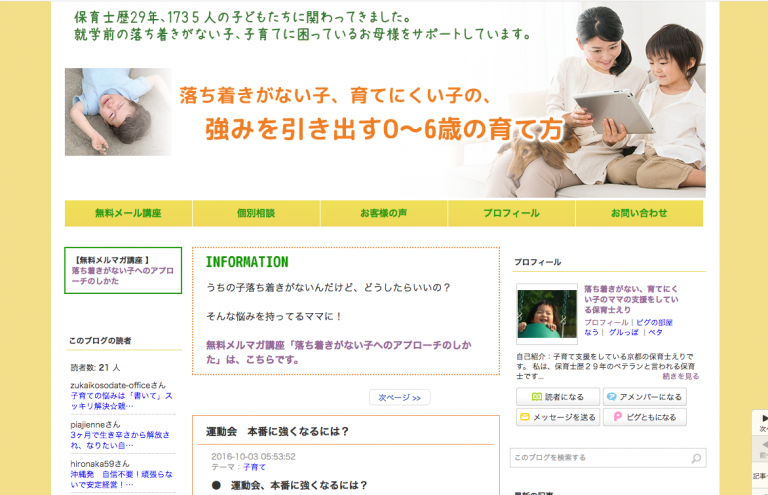 保育士歴29年、1735人の子どもたちに関わってきました。
就学前の落ち着きがない子、子育てに困っているお母様をサポートしています。
落ち着きがない子、育てにくい子の、
強みを引き出す0〜6歳の育て方
無料メール講座
個別相談
お客様の声
プロフィール
お問い合わせ
【無料メルマガ講座 】
落ち着きがない子へのアプロ
ーチのしかた
このブログの読者
読者数: 21 人
zukaikosodate-officeさん
子育ての悩みは「書いて」ス
ッキリ解決☆親…
piajienneさん
3ヶ月で生き辛さから解放さ
れ、なりたい自…
hironaka59さん
沖縄発 自信不要！頑張らな
いで安定経営！…
INFORMATION
うちの子落ち着きがないんだけど、どうしたらいいの？
そんな悩みを持ってるママに！
無料メルマガ講座「落ち着きがない子へのアプローチのしか
た」は、こちらです。
次ページ >>
運動会 本番に強くなるには？
2016-10-03 05:53:52
テーマ：子育て
● 運動会、本番に強くなるには？
プロフィール
落ち着きがない、育てにく
い子のママの支援をしてい
る保育士えり
プロフィール｜ピグの部屋
なう｜ グルっぽ ｜ペタ
自己紹介：子育て支援をしている京都の保育士えりで
す。 私は、保育士歴２９年のベテランと言われる保育
士です...
続きを見る
読者になる
アメンバーになる
メッセージを送る
ピグともになる
このブログを検索する